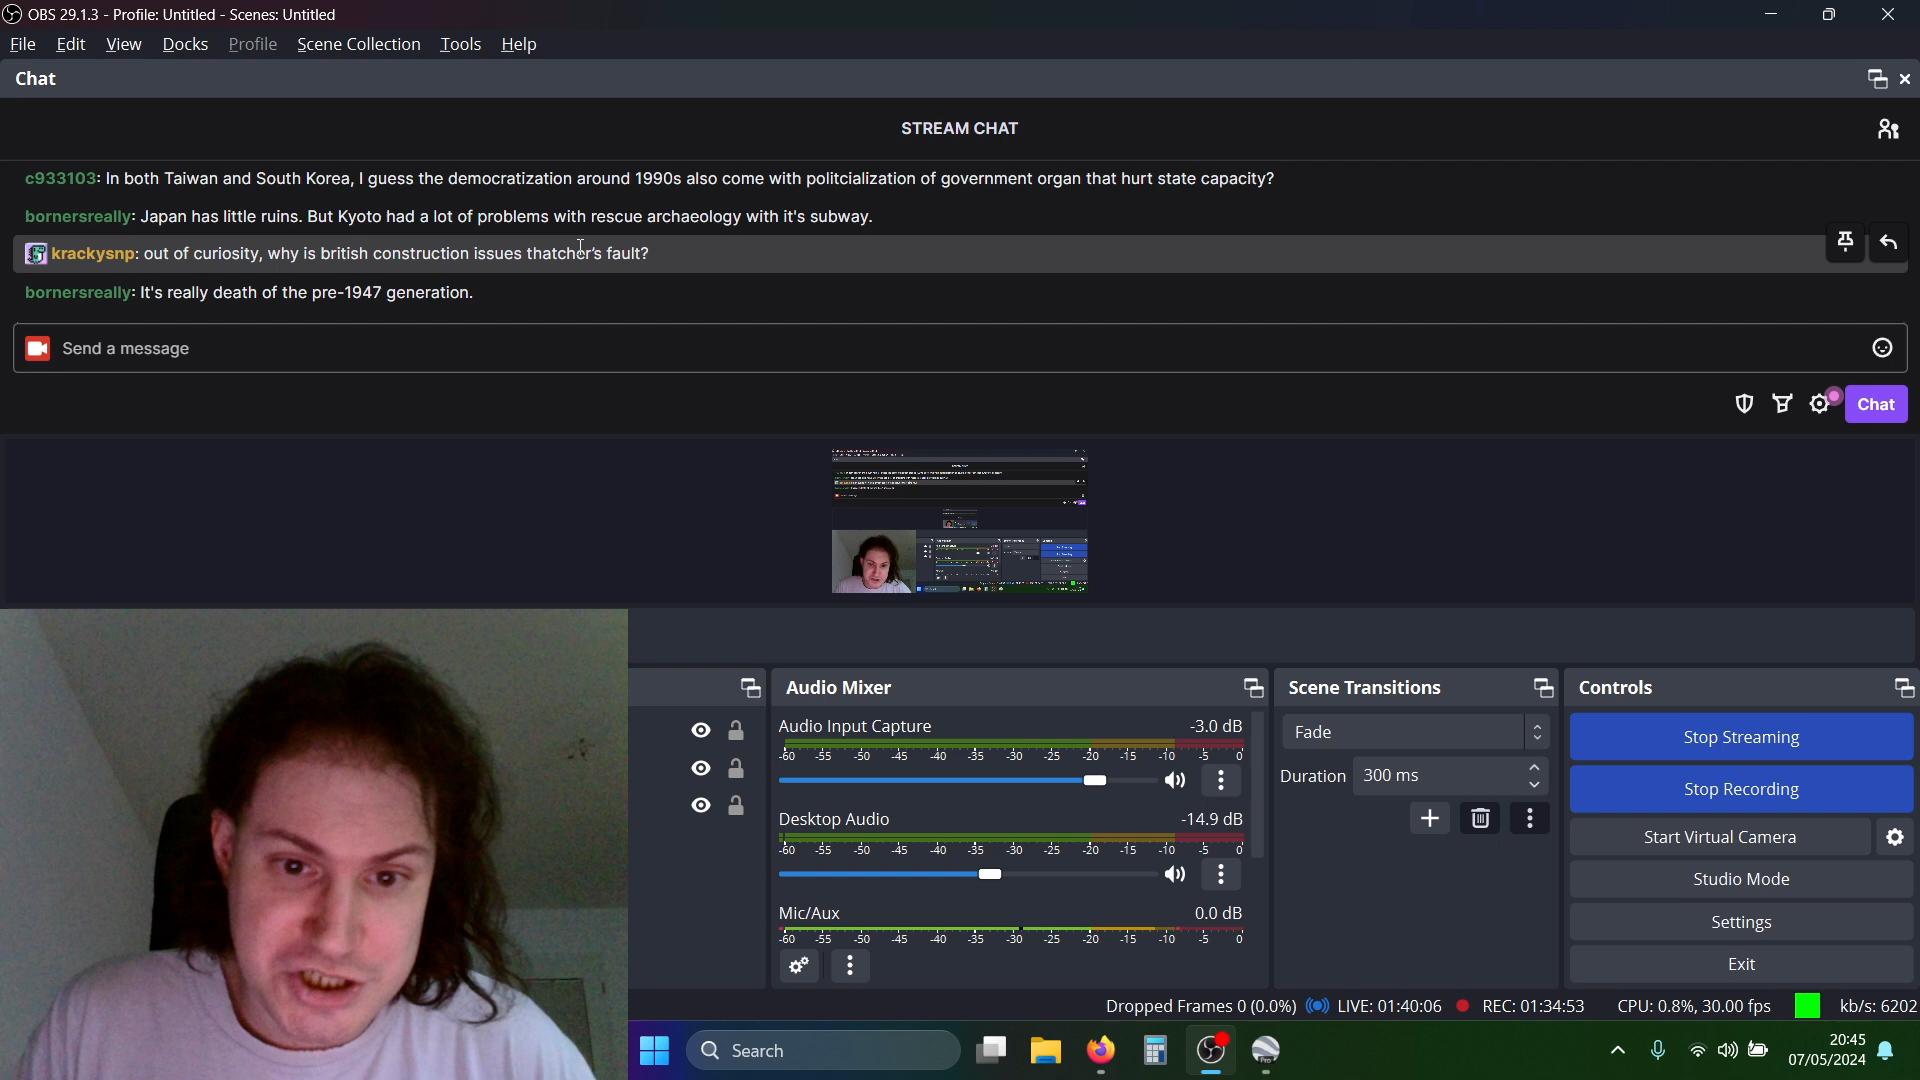 OBS 29.1.3 - Profile: Untitled - Scenes: Untitled
File Edit View Docks Profile Scene Collection Tools Help
Chat
STREAM CHAT
c933103: In both Taiwan and South Korea, I guess the democratization around 1990s also come with politcialization of government organ that hurt state capacity?
bornersreally: Japan has little ruins. But Kyoto had a lot of problems with rescue archaeology with it's subway.
krackysnp: out of curiosity, why is british construction issues thatcher's fault?
bornersreally: It's really death of the pre-1947 generation.
Send a message
Chat
Audio Mixer Scene Transitions Controls
Audio Input Capture -3.0 dB
-60 -55 -50 -45 -40 -35 -30 -25 -20 -15 -10 -5 0
Fade
Stop Streaming
Duration 300 ms
Stop Recording
Desktop Audio -14.9 dB
-60 -55 -50 -45 -40 -35 -30 -25 -20 -15 -10 -5 0
Start Virtual Camera
Studio Mode
Mic/Aux 0.0 dB
-60 -55 -50 -45 -40 -35 -30 -25 -20 -15 -10 -5 0
Settings
Exit
Dropped Frames 0 (0.0%) LIVE: 01:40:06 REC: 01:34:53 CPU: 0.8%, 30.00 fps kb/s: 6202
Search
20:45
07/05/2024